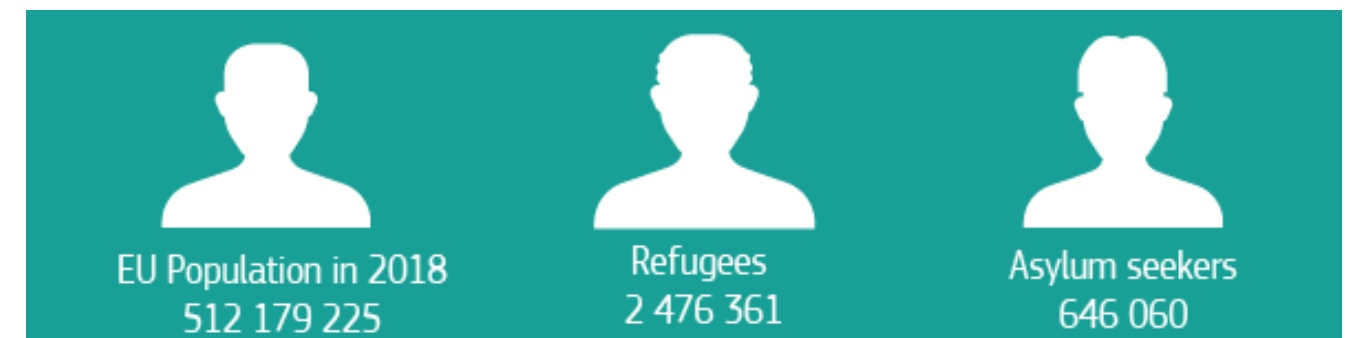 EU Population in 2018
512 179 225
Refugees
2 476 361
Asylum seekers
646 060